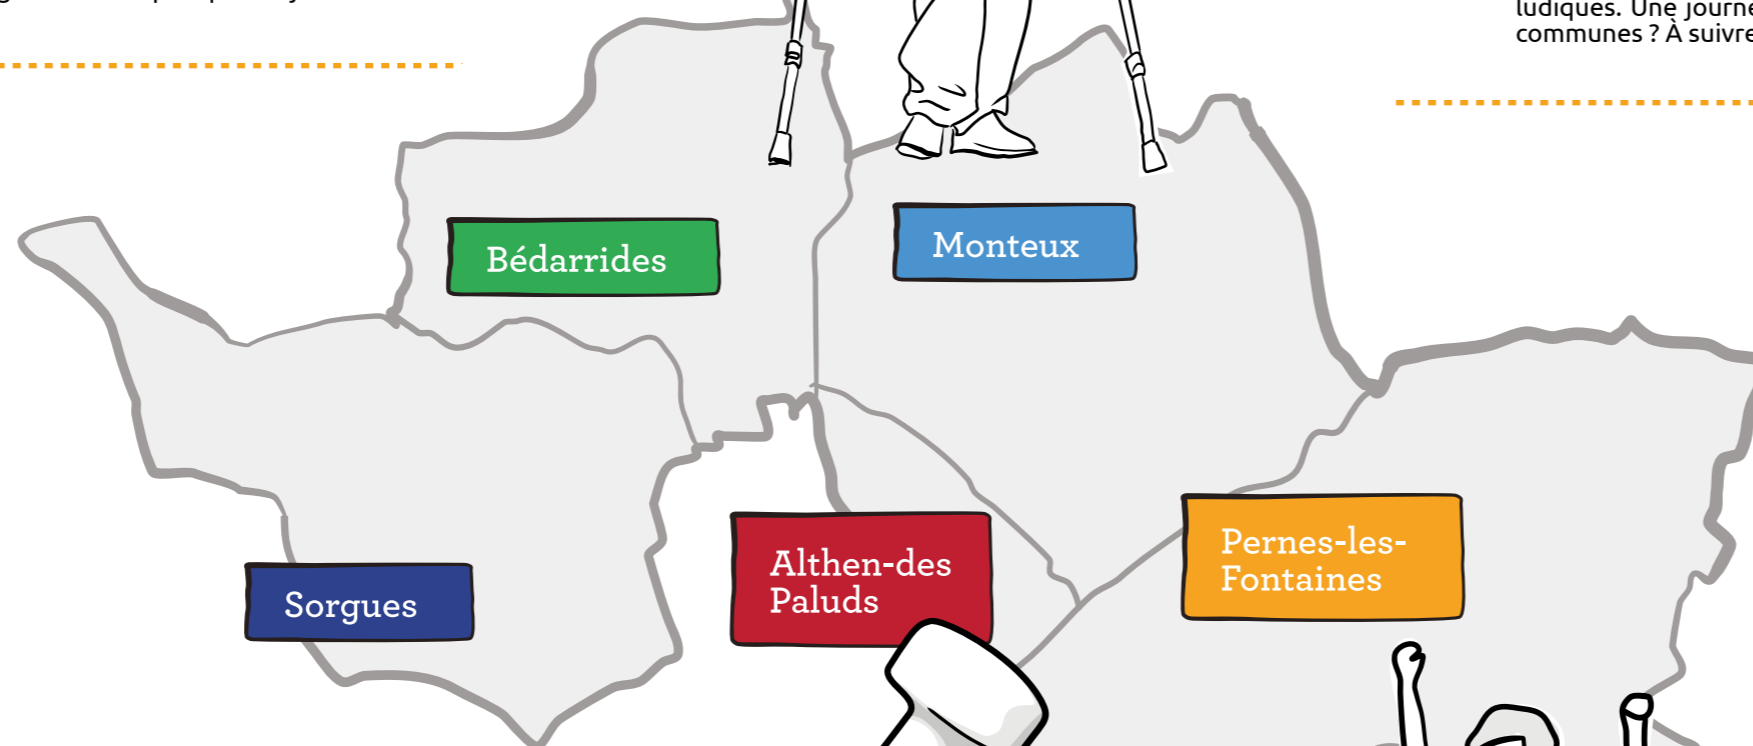 ludiques. Une journé
communes ? À suivre
Bédarrides
Monteux
Althen-des
Paluds
Pernes-les-
Fontaines
Sorgues